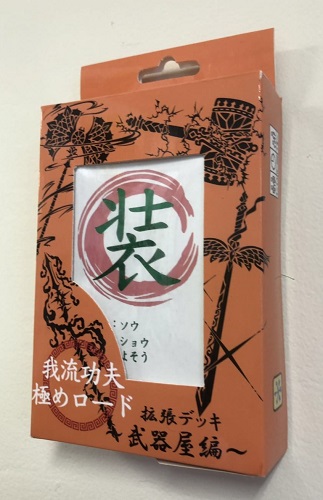 装
：ソウ
ショウ
よそう
我流功夫
極めロード
拡張デッキ
～武器屋編～